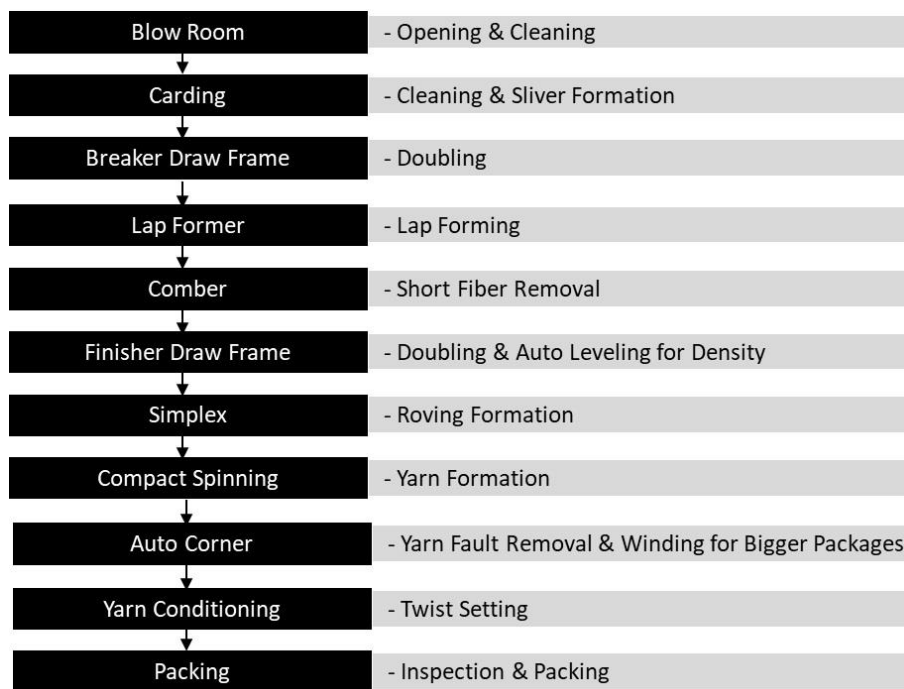 Blow Room - Opening & Cleaning
Carding - Cleaning & Sliver Formation
Breaker Draw Frame - Doubling
Lap Former - Lap Forming
Comber - Short Fiber Removal
Finisher Draw Frame - Doubling & Auto Leveling for Density
Simplex - Roving Formation
Compact Spinning - Yarn Formation
Auto Corner - Yarn Fault Removal & Winding for Bigger Packages
Yarn Conditioning - Twist Setting
Packing - Inspection & Packing